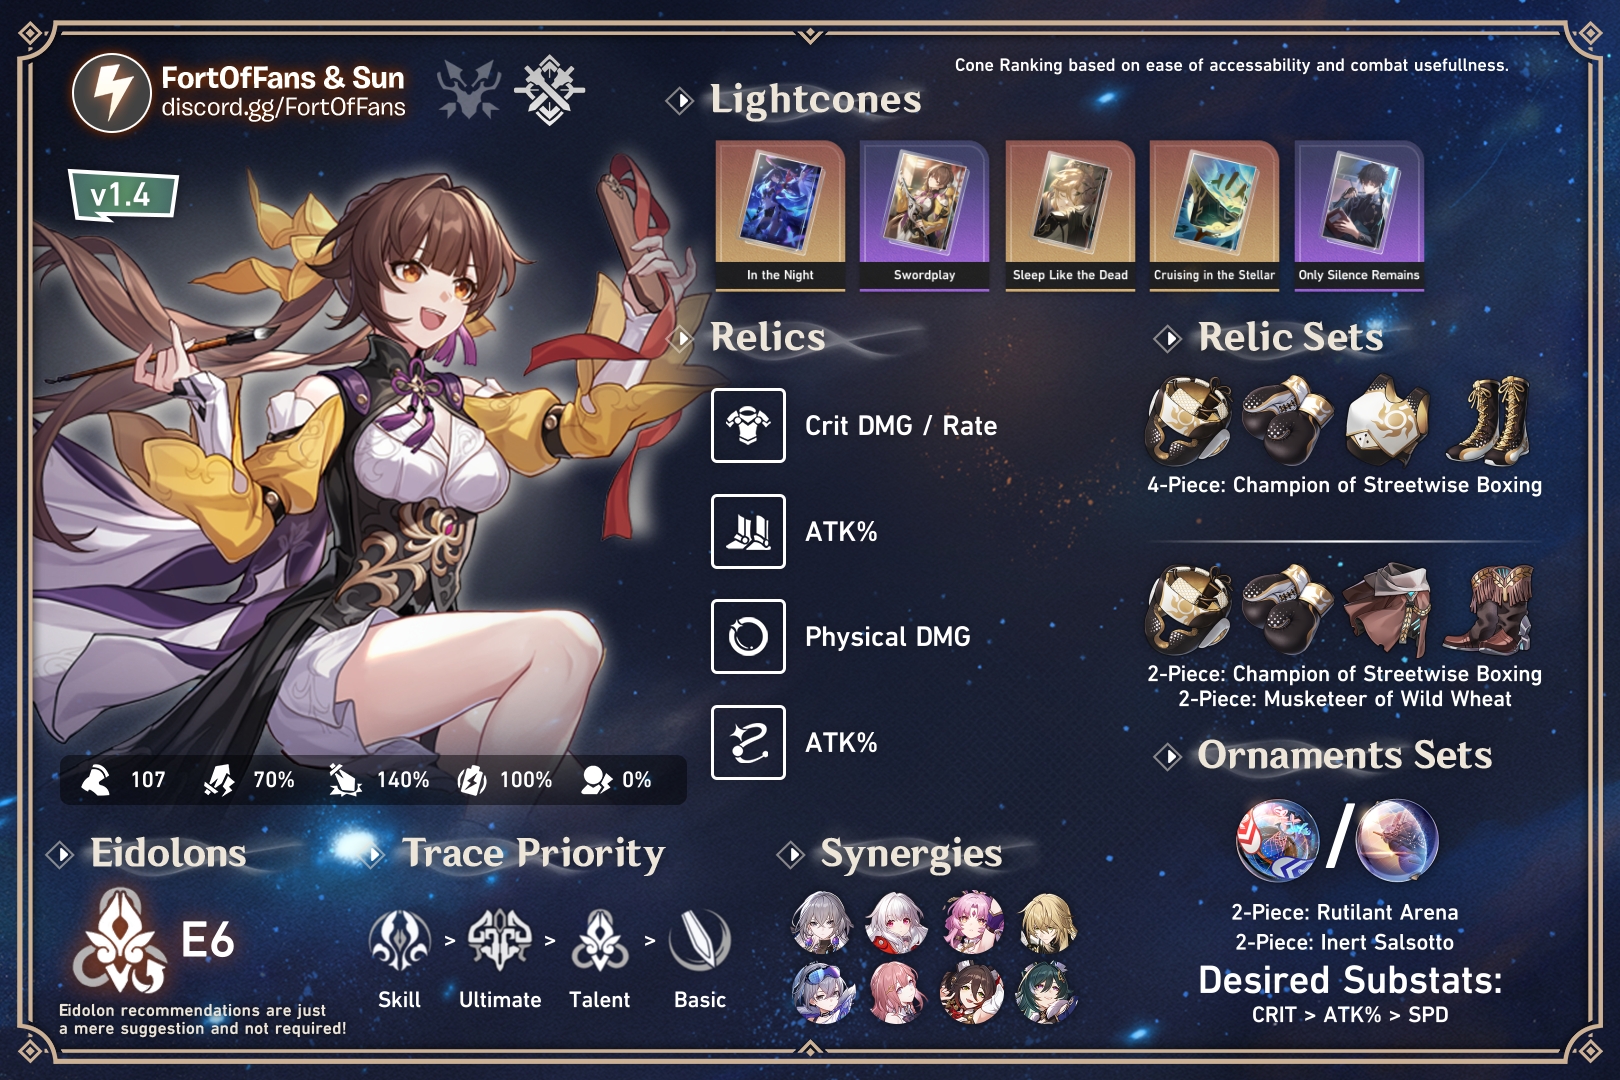 FortOfFans & Sun
discord.gg/FortOfFans
v1.4
Cone Ranking based on ease of accessability and combat usefullness.
Lightcones
In the Night
Swordplay
Sleep Like the Dead
Cruising in the Stellar
Only Silence Remains
Relics
Crit DMG / Rate
ATK%
Physical DMG
ATK%
Relic Sets
4-Piece: Champion of Streetwise Boxing
2-Piece: Champion of Streetwise Boxing
2-Piece: Musketeer of Wild Wheat
Ornaments Sets
/
2-Piece: Rutilant Arena
2-Piece: Inert Salsotto
Desired Substats:
CRIT > ATK% > SPD
107 70% 140% 100% 0%
Eidolons
E6
Eidolon recommendations are just
a mere suggestion and not required!
Trace Priority
> > >
Skill Ultimate Talent Basic
Synergies